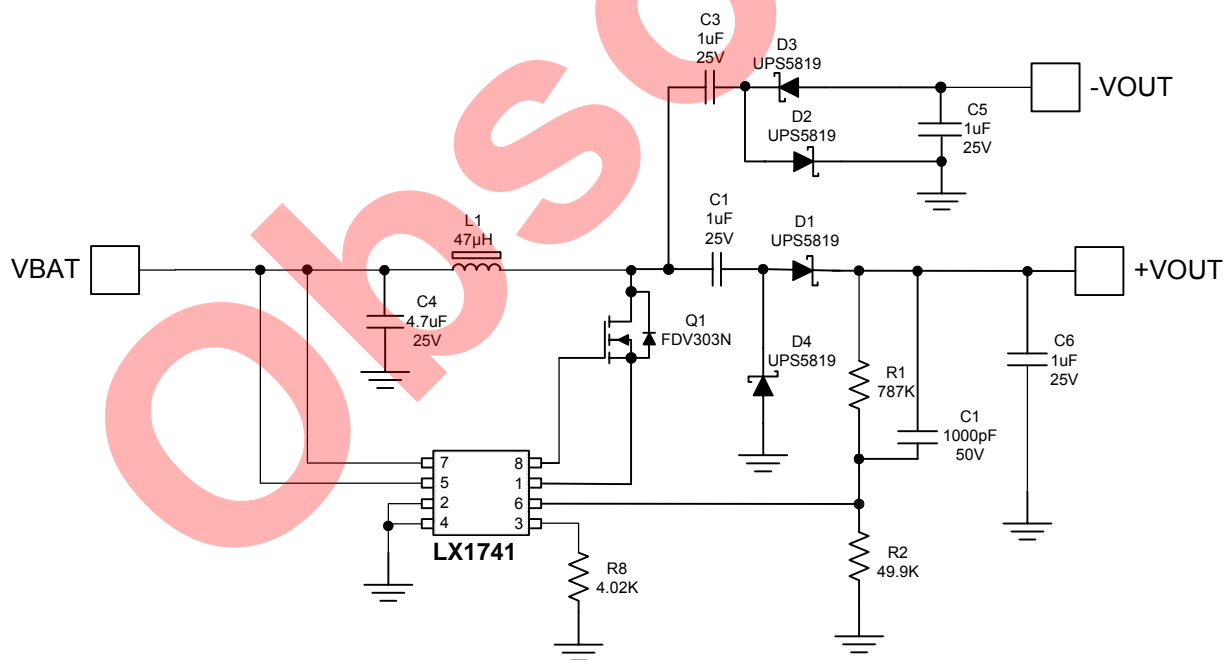 C3
1uF
25V
D3
UPS5819
-VOUT
D2
UPS5819
C5
1uF
25V
C1
1uF
25V
D1
UPS5819
L1
47µH
VBAT
+VOUT
C4
4.7uF
25V
Q1
FDV303N
D4
UPS5819
R1
787K
C6
1uF
25V
C1
1000pF
50V
7
8
5
1
2
6
4
3
LX1741
R8
4.02K
R2
49.9K
Obso